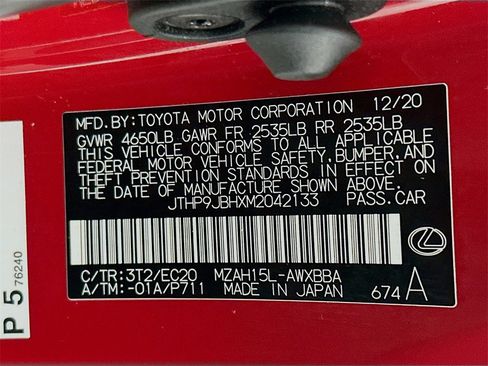 MFD.BY:TOYOTA MOTOR CORPORATION 12/20
GVWR 4650LB GAWR FR 2535LB RR 2535LB
THIS VEHICLE CONFORMS TO ALL APPLICABLE
FEDERAL MOTOR VEHICLE SAFETY,BUMPER,AND
THEFT PREVENTION STANDARDS IN EFFECT ON
THE DATE OF MANUFACTURE SHOWN ABOVE.
JTHP9JBHXM2042133 PASS.CAR
C/TR:3T2/EC20 MZAH15L-AWXBBA
A/TM:-01A/P711 MADE IN JAPAN 674 A
P 5 76240